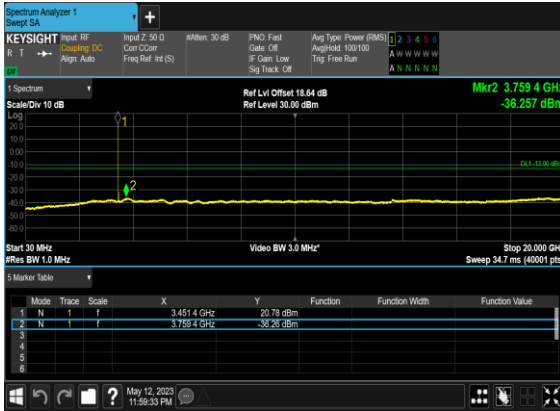 Spectrum Analyzer 1
Swept SA
+
KEYSIGHT
R T
LW
Input: RF
Coupling: DC
Align: Auto
Input Z: 50 Ω
Corr CCorr
Freq Ref: Int (S)
#Atten: 30 dB
PNO: Fast
Gate: Off
IF Gain: Low
Sig Track: Off
Avg Type: Power (RMS)
Avg|Hold: 100/100
Trig: Free Run
1 2 3 4 5 6
A W W W W W
A N N N N N
1 Spectrum
Scale/Div 10 dB
Ref Lvl Offset 18.64 dB
Ref Level 30.00 dBm
Mkr2 3.759 4 GHz
-36.257 dBm
Log
20.0
10.0
0.00
-10.0
-20.0
-30.0
-40.0
-50.0
-60.0
1
2
DL1 -13.00 dBm
Start 30 MHz
#Res BW 1.0 MHz
Video BW 3.0 MHz*
Stop 20.000 GHz
Sweep 34.7 ms (40001 pts)
5 Marker Table
Mode Trace Scale X Y Function Function Width Function Value
1 N 1 f 3.451 4 GHz 20.78 dBm
2 N 1 f 3.759 4 GHz -36.26 dBm
3
4
5
6
?
May 12, 2023
11:59:33 PM